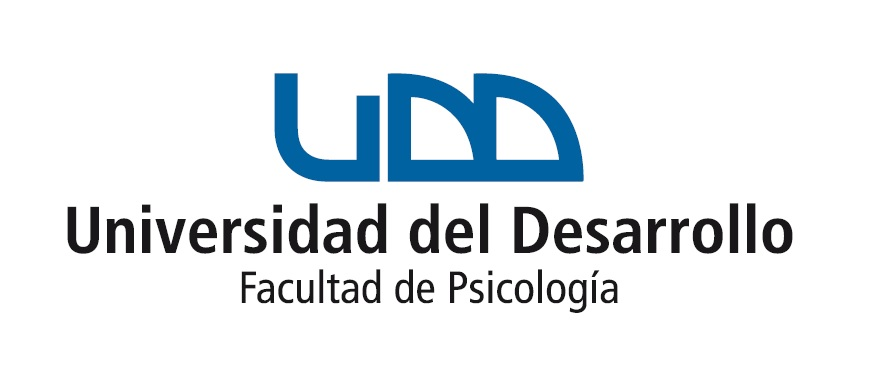 UDD
Universidad del Desarrollo
Facultad de Psicología